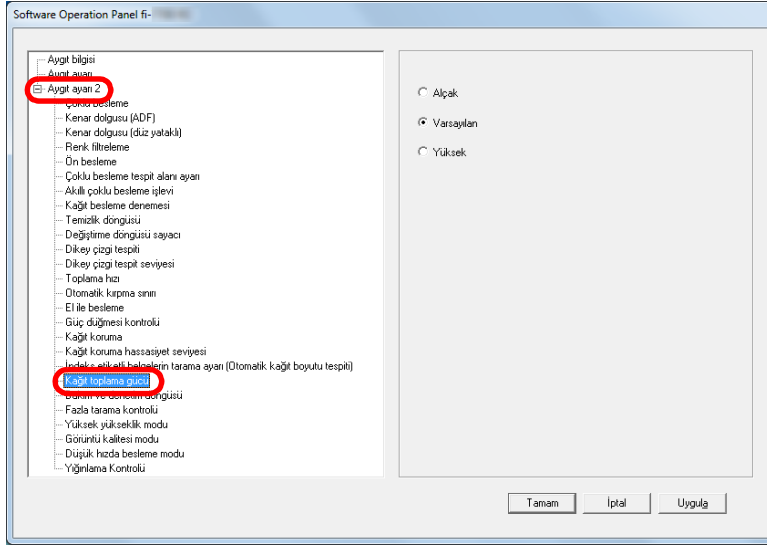 Software Operation Panel fi-
Aygıt bilgisi
Aygıt ayarı
Aygıt ayarı 2
Çoklu besleme
Kenar dolgusu (ADF)
Kenar dolgusu (düz yataklı)
Renk filtreleme
Ön besleme
Çoklu besleme tespit alanı ayarı
Akıllı çoklu besleme işlevi
Kağıt besleme denemesi
Temizlik döngüsü
Değiştirme döngüsü sayacı
Dikey çizgi tespiti
Dikey çizgi tespit seviyesi
Toplama hızı
Otomatik kırpma sınırı
El ile besleme
Güç düğmesi kontrolü
Kağıt koruma
Kağıt koruma hassasiyet seviyesi
İndeks etiketli belgelerin tarama ayarı (Otomatik kağıt boyutu tespiti)
Kağıt toplama gücü
Bakım ve denetim döngüsü
Fazla tarama kontrolü
Yüksek yükseklik modu
Görüntü kalitesi modu
Düşük hızda besleme modu
Yığınlama Kontrolü
Alçak
Varsayılan
Yüksek
Tamam
İptal
Uygula